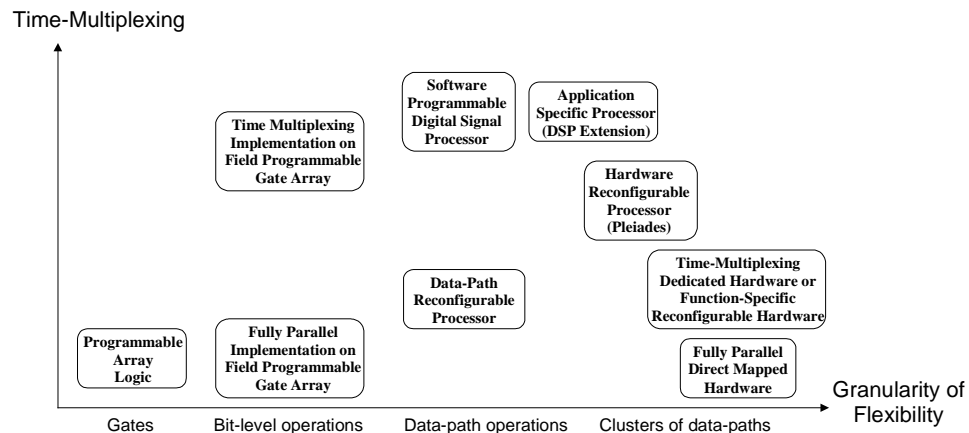 Time-Multiplexing
Software
Programmable
Digital Signal
Processor
Application
Specific Processor
(DSP Extension)
Time Multiplexing
Implementation on
Field Programmable
Gate Array
Hardware
Reconfigurable
Processor
(Pleiades)
Time-Multiplexing
Dedicated Hardware or
Function-Specific
Reconfigurable Hardware
Data-Path
Reconfigurable
Processor
Programmable
Array
Logic
Fully Parallel
Implementation on
Field Programmable
Gate Array
Fully Parallel
Direct Mapped
Hardware
Granularity of
Flexibility
Gates
Bit-level operations
Data-path operations
Clusters of data-paths